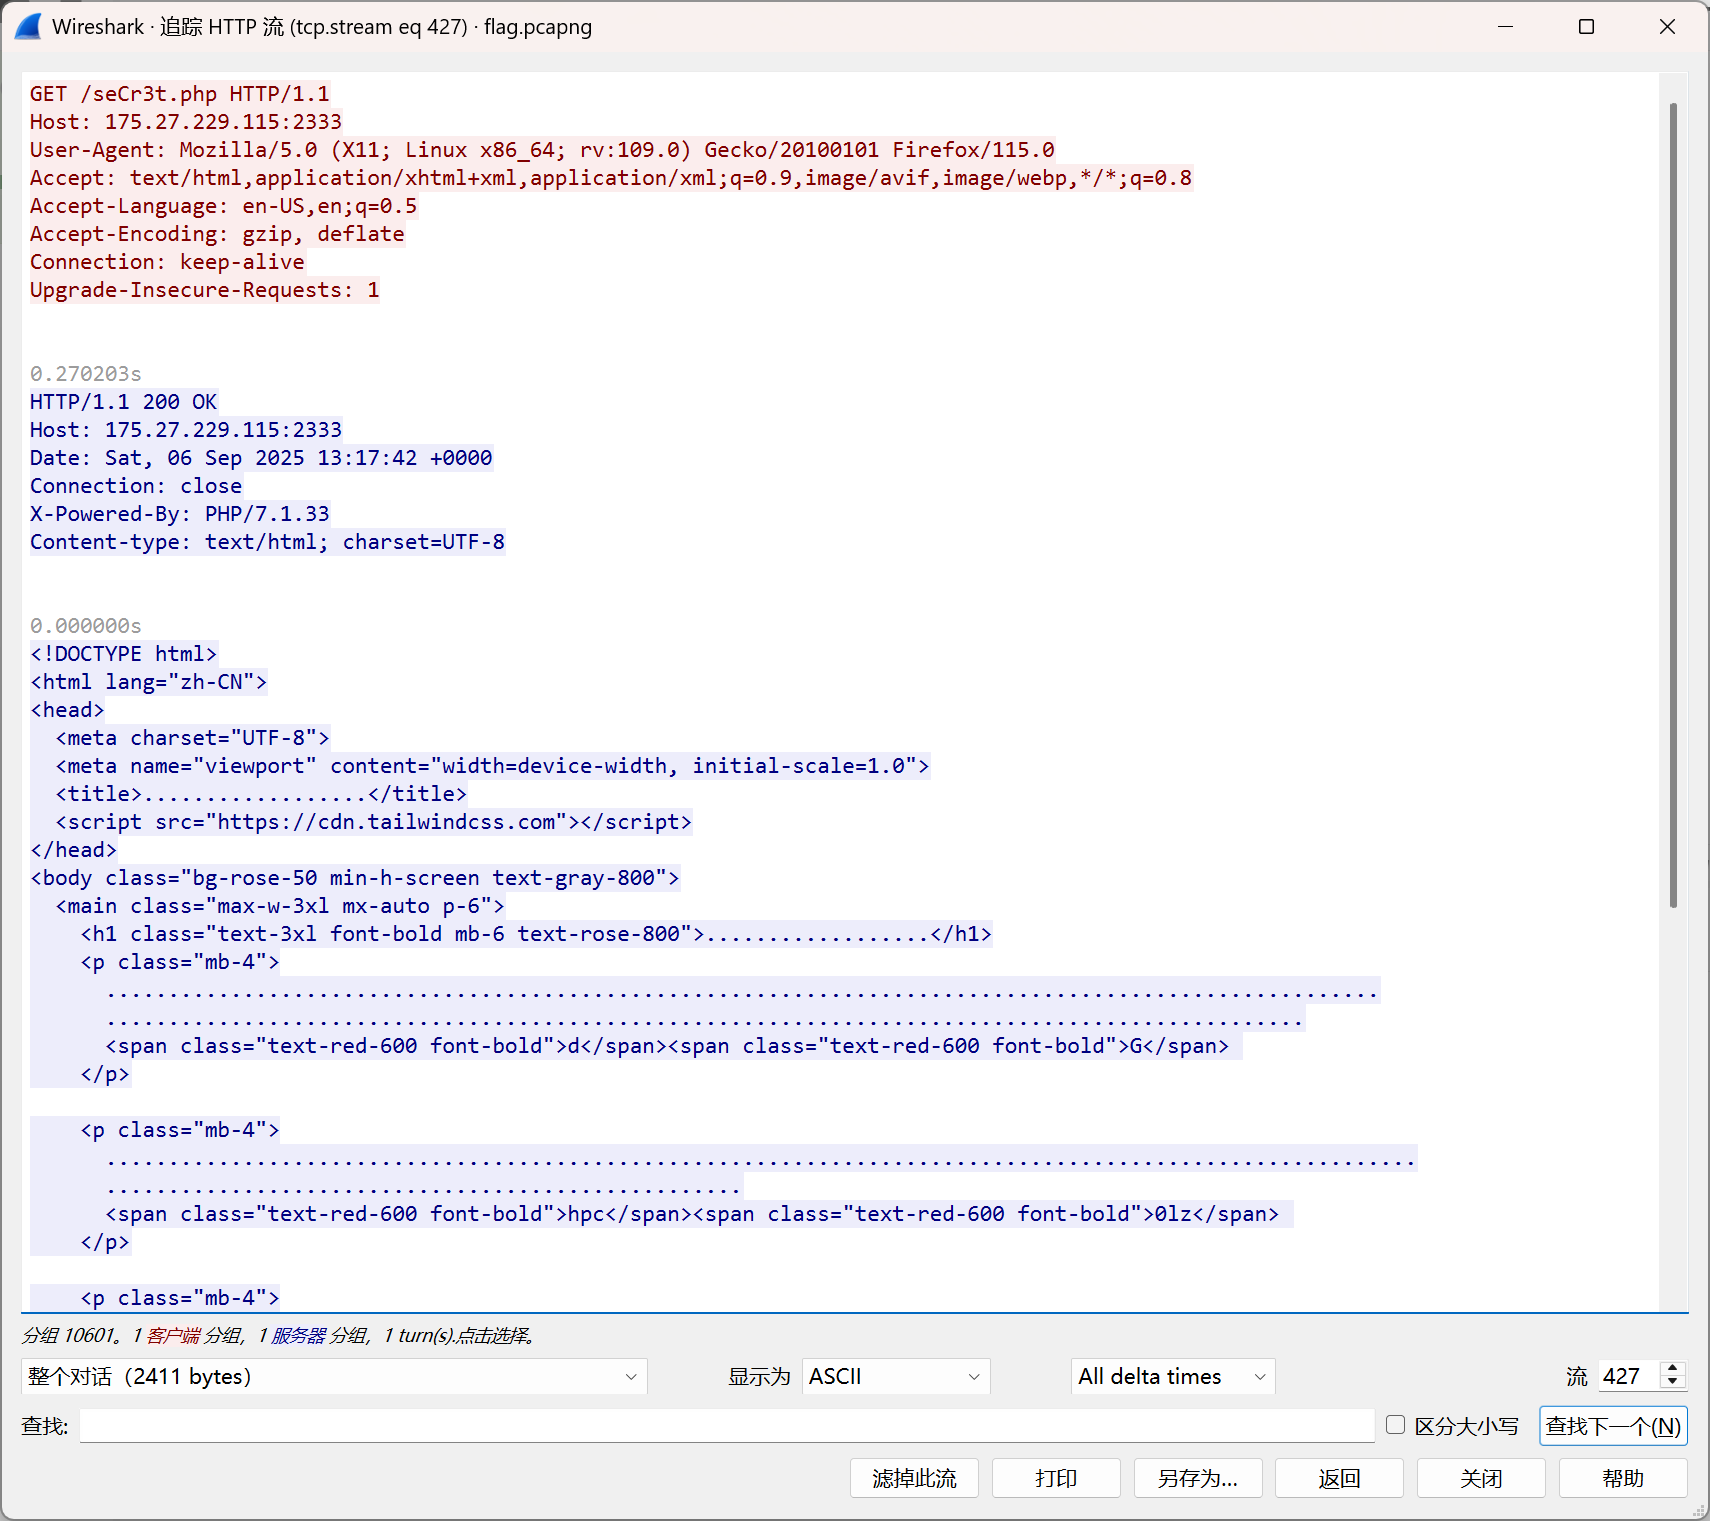 Wireshark · 追踪 HTTP 流 (tcp.stream eq 427) · flag.pcapng
GET /seCr3t.php HTTP/1.1
Host: 175.27.229.115:2333
User-Agent: Mozilla/5.0 (X11; Linux x86_64; rv:109.0) Gecko/20100101 Firefox/115.0
Accept: text/html,application/xhtml+xml,application/xml;q=0.9,image/avif,image/webp,*/*;q=0.8
Accept-Language: en-US,en;q=0.5
Accept-Encoding: gzip, deflate
Connection: keep-alive
Upgrade-Insecure-Requests: 1
0.270203s
HTTP/1.1 200 OK
Host: 175.27.229.115:2333
Date: Sat, 06 Sep 2025 13:17:42 +0000
Connection: close
X-Powered-By: PHP/7.1.33
Content-type: text/html; charset=UTF-8
0.000000s
<!DOCTYPE html>
<html lang="zh-CN">
<head>
  <meta charset="UTF-8">
  <meta name="viewport" content="width=device-width, initial-scale=1.0">
  <title>..................</title>
  <script src="https://cdn.tailwindcss.com"></script>
</head>
<body class="bg-rose-50 min-h-screen text-gray-800">
  <main class="max-w-3xl mx-auto p-6">
    <h1 class="text-3xl font-bold mb-6 text-rose-800">..................</h1>
    <p class="mb-4">
      ......................................................................................................
      ................................................................................................
      <span class="text-red-600 font-bold">d</span><span class="text-red-600 font-bold">G</span>
    </p>
    <p class="mb-4">
      .........................................................................................................
      ...................................................
      <span class="text-red-600 font-bold">hpc</span><span class="text-red-600 font-bold">0lz</span>
    </p>
    <p class="mb-4">
分组 10601。1 客户端 分组，1 服务器 分组，1 turn(s).点击选择。
整个对话（2411 bytes） 显示为 ASCII All delta times 流 427
查找: 区分大小写 查找下一个(N)
滤掉此流 打印 另存为... 返回 关闭 帮助